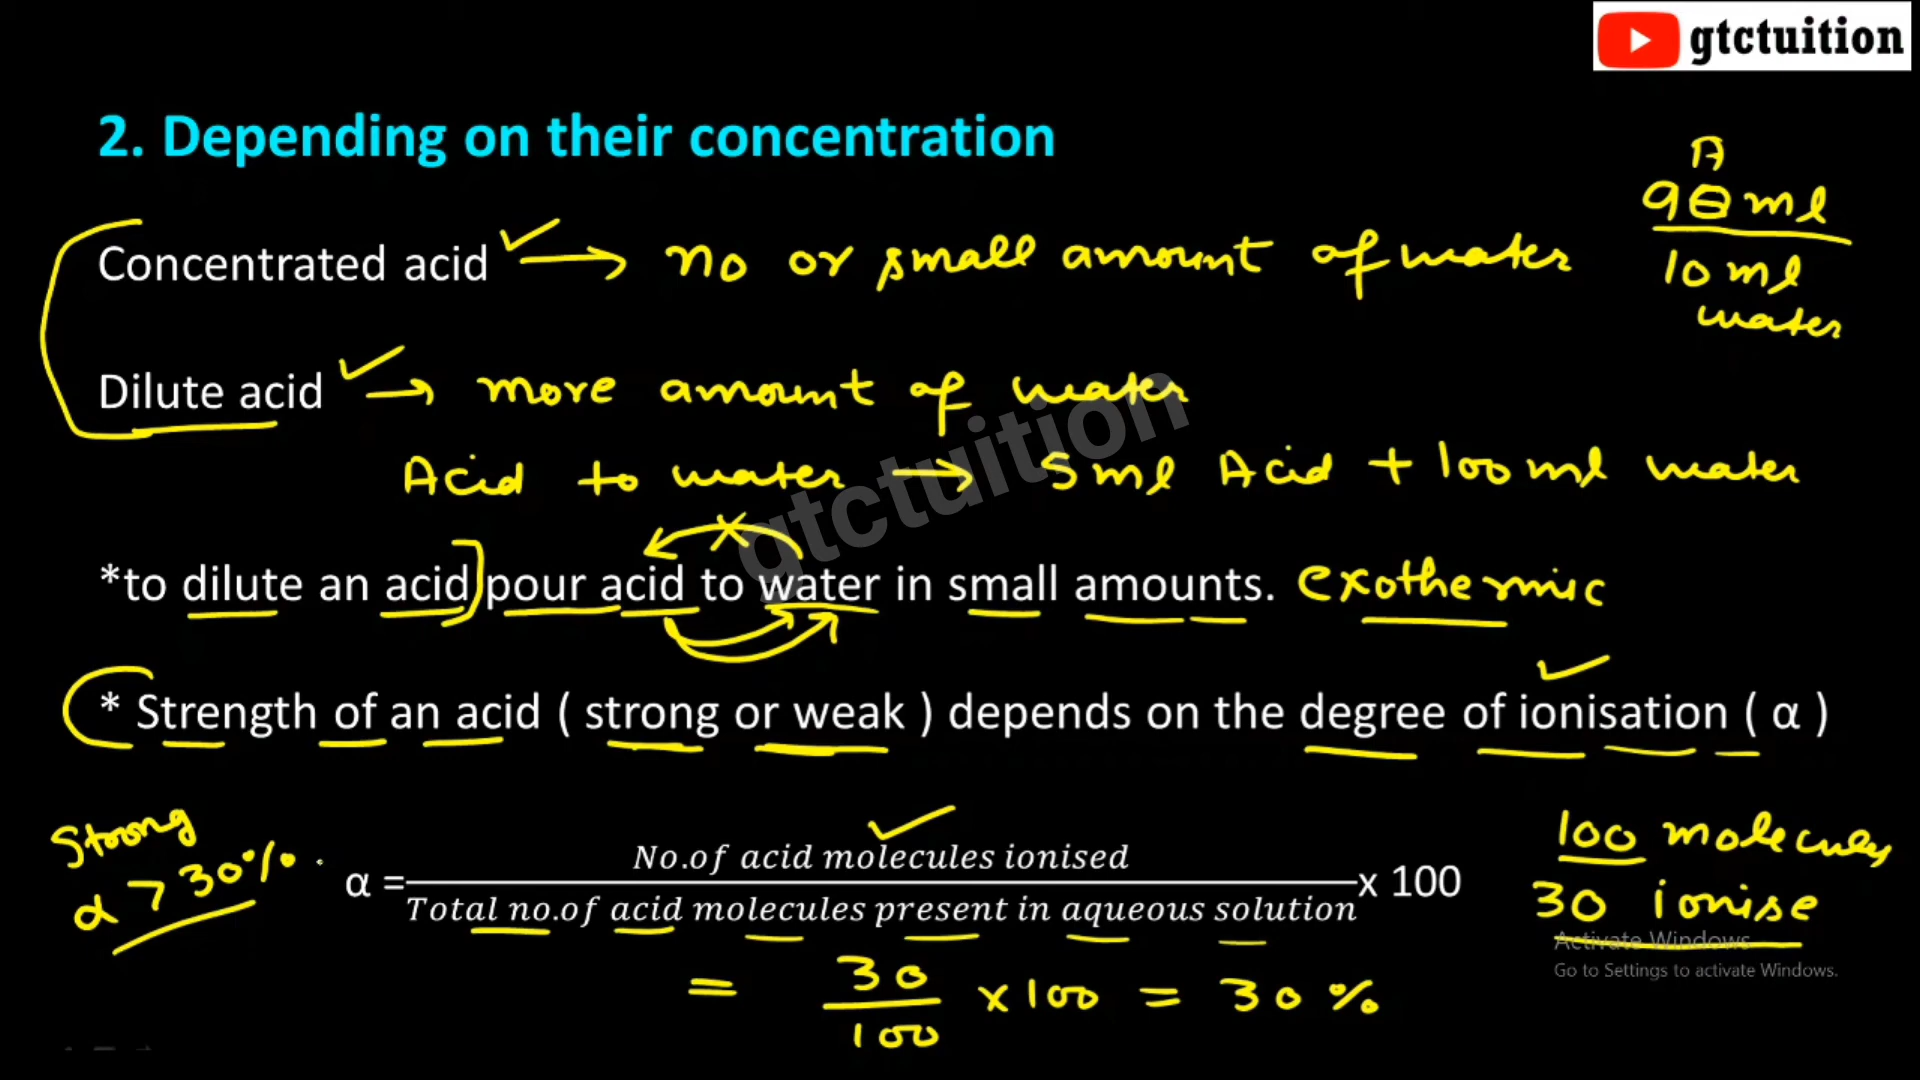 gtctuition
2. Depending on their concentration
A
90 ml
10 ml
water
Concentrated acid → no or small amount of water
Dilute acid → more amount of water
Acid to water → 5 ml Acid + 100 ml water
gtctuition
*to dilute an acid pour acid to water in small amounts. exothermic
* Strength of an acid ( strong or weak ) depends on the degree of ionisation ( α )
Strong
α > 30%.
α = No.of acid molecules ionised / Total no.of acid molecules present in aqueous solution x 100
100 molecules
30 ionise
= 30/100 x 100 = 30 %
Activate Windows
Go to Settings to activate Windows.